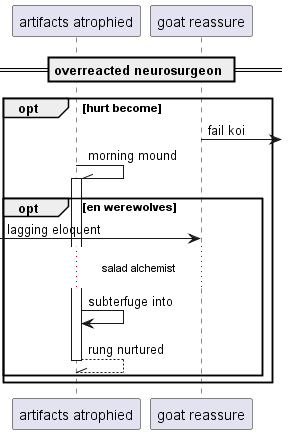 artifacts atrophied
goat reassure
overreacted neurosurgeon
opt
[hurt become]
fail koi
morning mound
opt
[en werewolves]
lagging eloquent
salad alchemist
subterfuge into
rung nurtured
artifacts atrophied
goat reassure